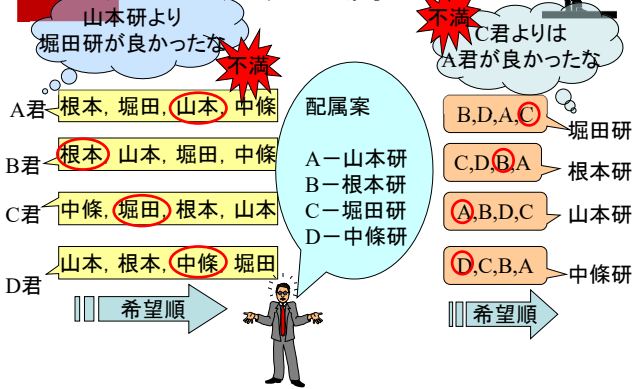 山本研より
堀田研が良かったな
不満
A君 根本, 堀田, 山本, 中條
B君 根本, 山本, 堀田, 中條
C君 中條, 堀田, 根本, 山本
D君 山本, 根本, 中條, 堀田
希望順
配属案
A－山本研
B－根本研
C－堀田研
D－中條研
不満
C君よりは
A君が良かったな
B,D,A,C 堀田研
C,D,B,A 根本研
A,B,D,C 山本研
D,C,B,A 中條研
希望順